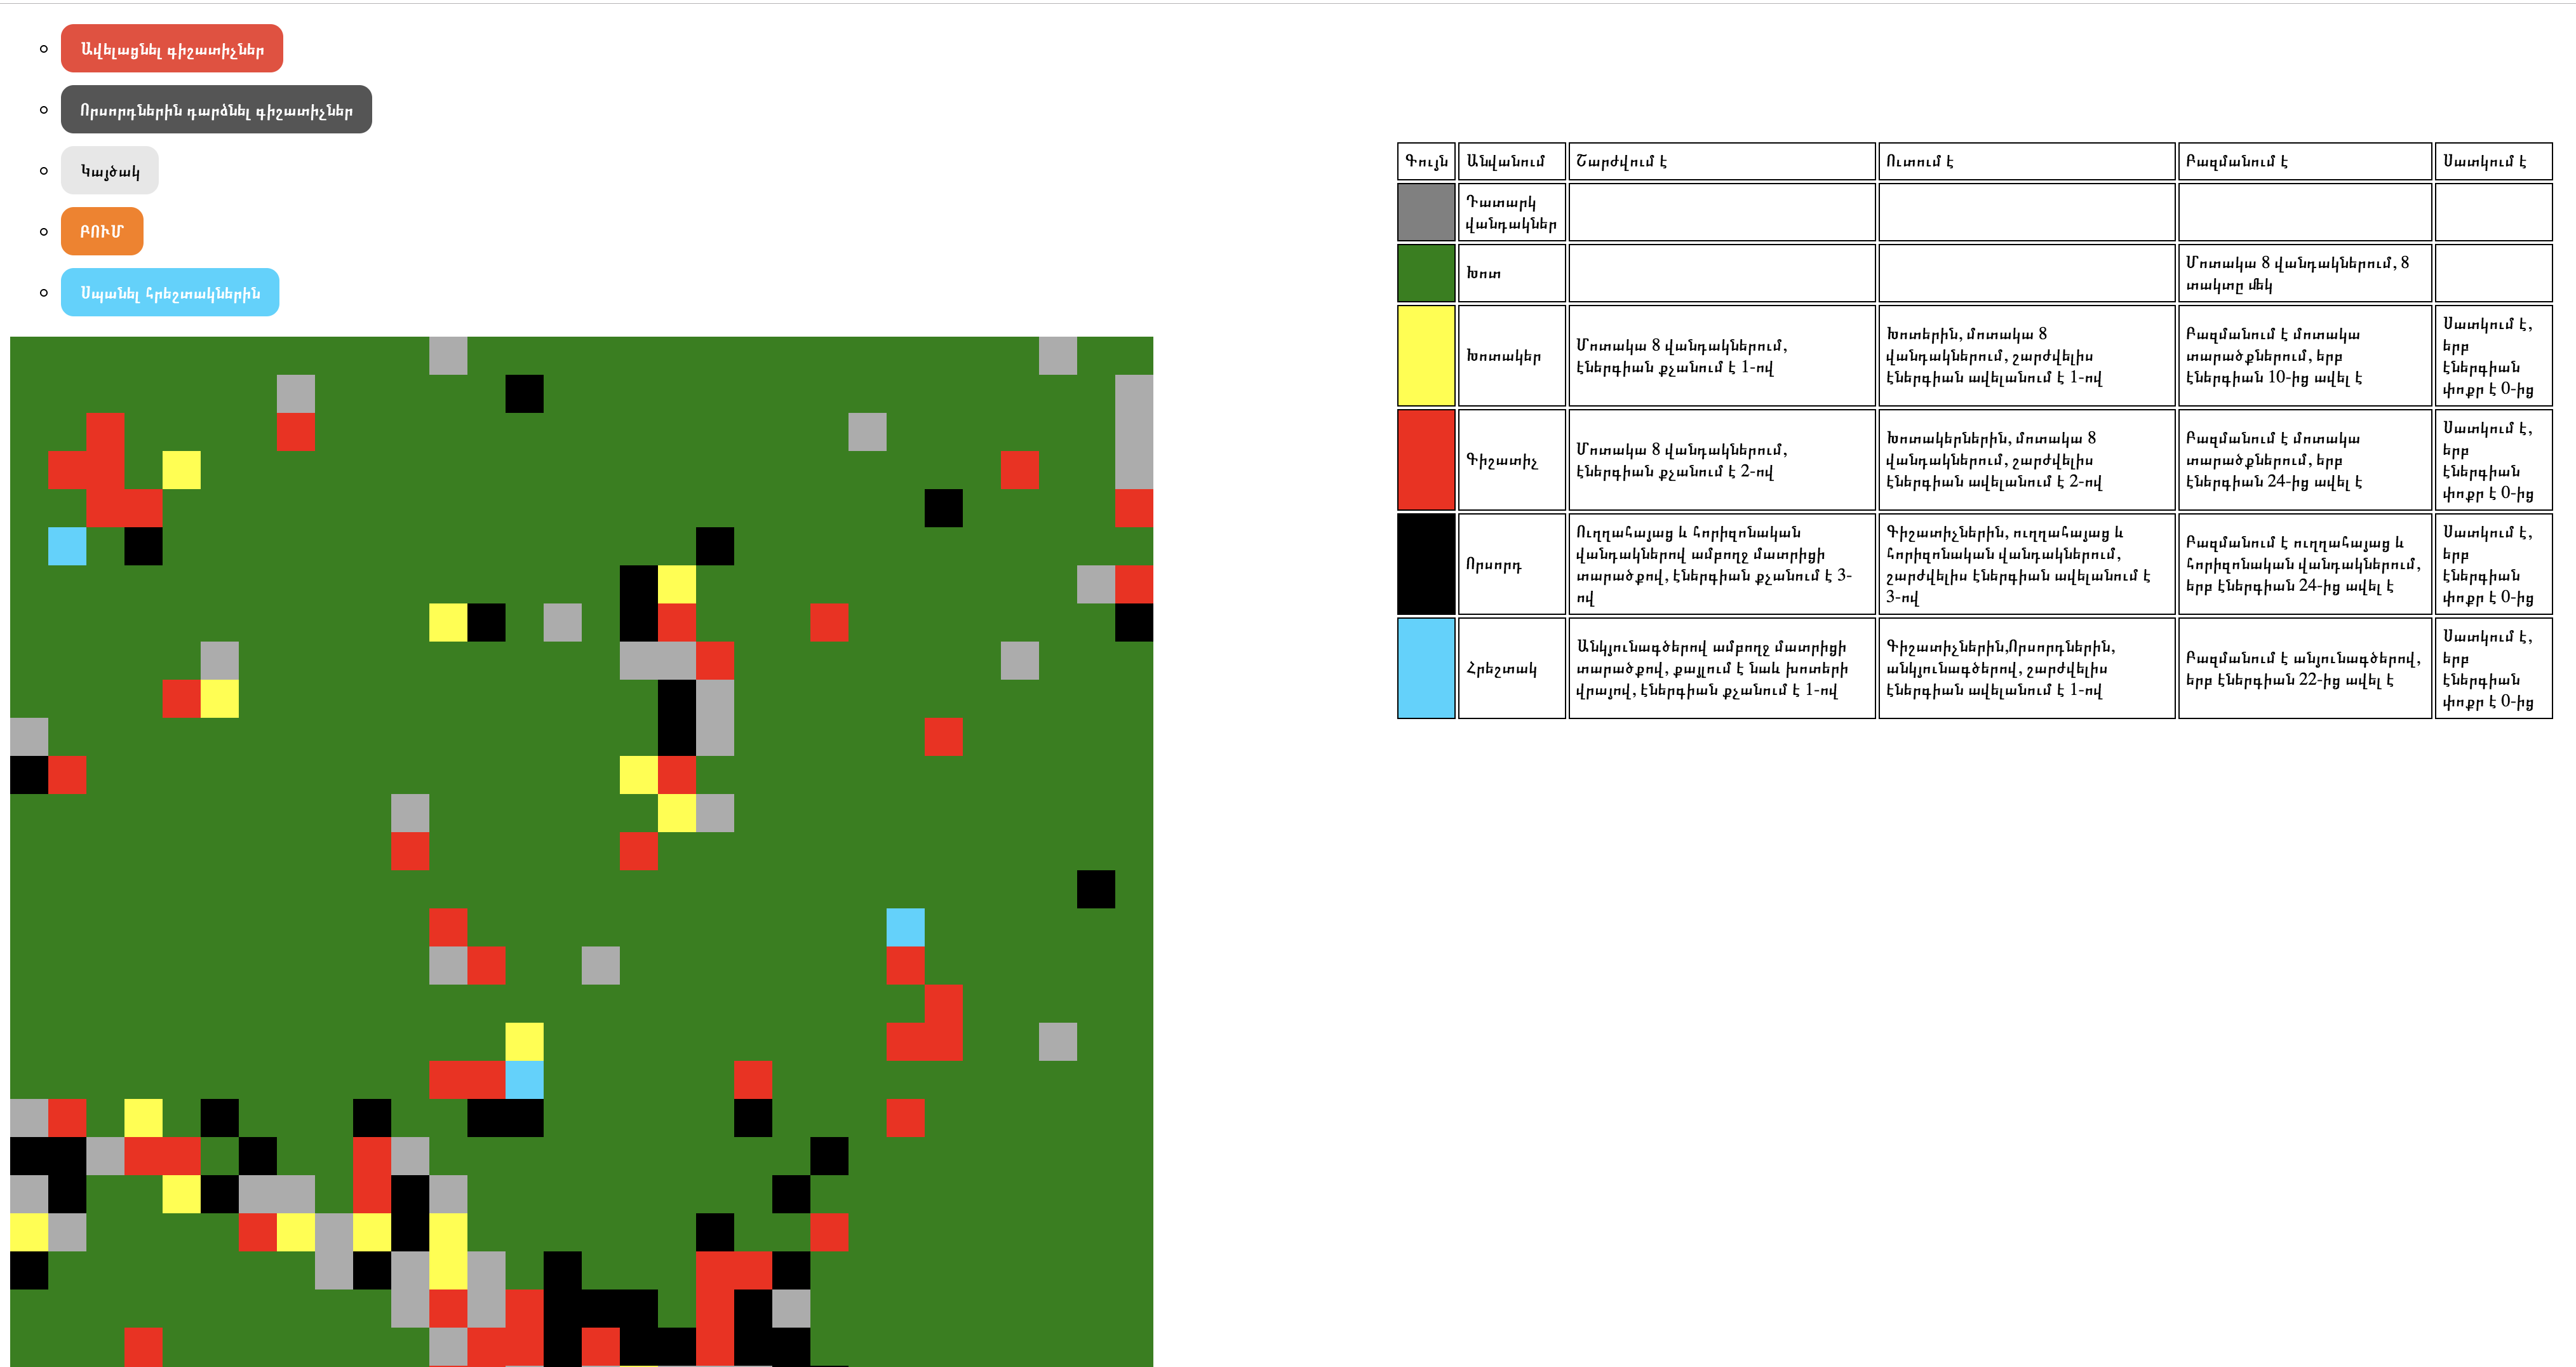 Ավելացնել գիշատիչներ
Որսորդներին դարձնել գիշատիչներ
Կայծակ
ԲՈՒՄ
Սպանել հրեշտակներին
Գույն Անվանում Շարժվում է Ուտում է Բազմանում է Սատկում է
Դատարկ
վանդակներ
Խոտ
Մոտակա 8 վանդակներում, 8
տակտը մեկ
Խոտակեր
Մոտակա 8 վանդակներում,
էներգիան քչանում է 1-ով
Խոտերին, մոտակա 8
վանդակներում, շարժվելիս
էներգիան ավելանում է 1-ով
Բազմանում է մոտակա
տարածքներում, երբ
էներգիան 10-ից ավել է
Սատկում է,
երբ
էներգիան
փոքր է 0-ից
Գիշատիչ
Մոտակա 8 վանդակներում,
էներգիան քչանում է 2-ով
Խոտակերներին, մոտակա 8
վանդակներում, շարժվելիս
էներգիան ավելանում է 2-ով
Բազմանում է մոտակա
տարածքներում, երբ
էներգիան 24-ից ավել է
Սատկում է,
երբ
էներգիան
փոքր է 0-ից
Որսորդ
Ուղղահայաց և հորիզոնական
վանդակներով ամբողջ մատրիցի
տարածքով, էներգիան քչանում է 3-
ով
Գիշատիչներին, ուղղահայաց և
հորիզոնական վանդակներում,
շարժվելիս էներգիան ավելանում է
3-ով
Բազմանում է ուղղահայաց և
հորիզոնական վանդակներում,
երբ էներգիան 24-ից ավել է
Սատկում է,
երբ
էներգիան
փոքր է 0-ից
Հրեշտակ
Անկյունագծերով ամբողջ մատրիցի
տարածքով, քայլում է նաև խոտերի
վրայով, էներգիան քչանում է 1-ով
Գիշատիչներին,Որսորդներին,
անկյունագծերով, շարժվելիս
էներգիան ավելանում է 1-ով
Բազմանում է անյունագծերով,
երբ էներգիան 22-ից ավել է
Սատկում է,
երբ
էներգիան
փոքր է 0-ից